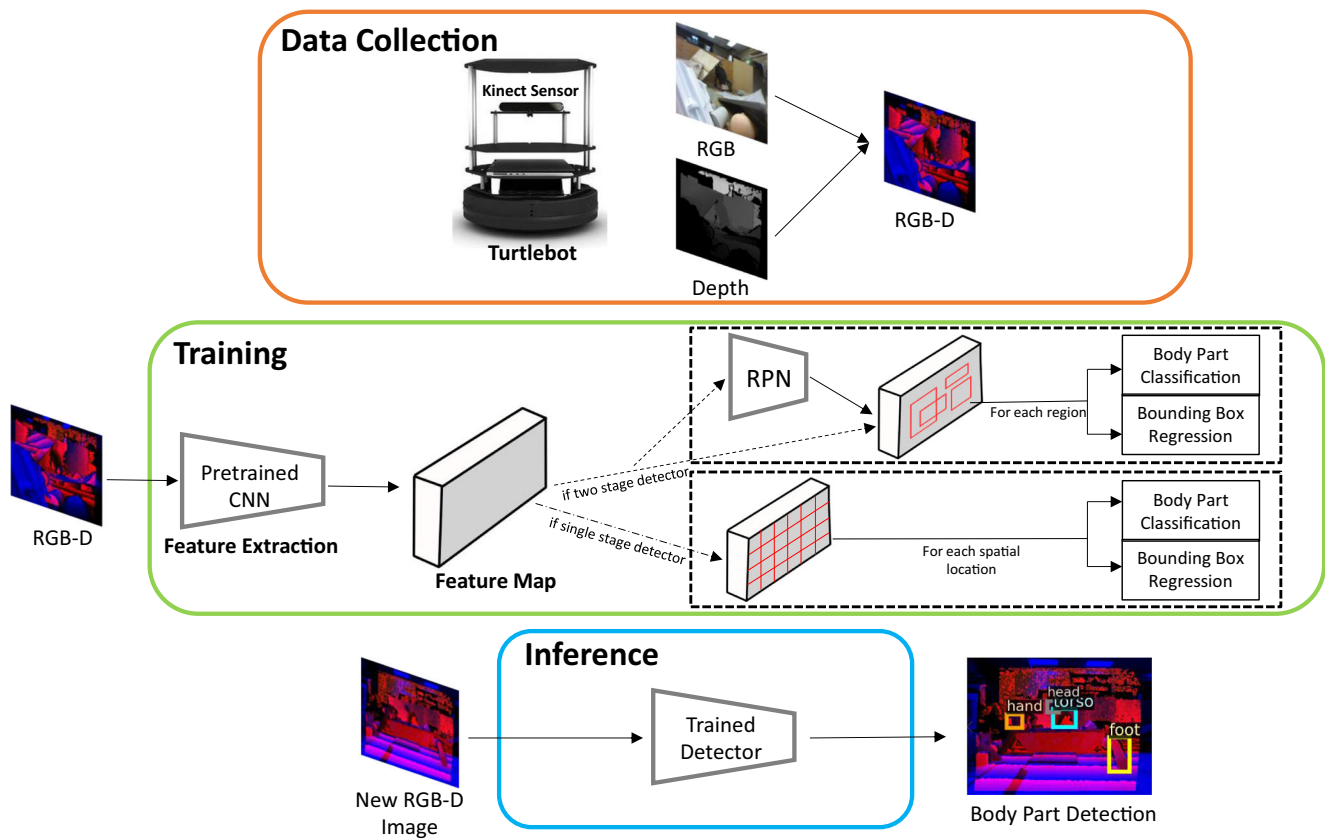 Data Collection
Kinect Sensor
Turtlebot
RGB
Depth
RGB-D
Training
RGB-D
Pretrained
CNN
Feature Extraction
Feature Map
if two stage detector
if single stage detector
RPN
For each region
Body Part
Classification
Bounding Box
Regression
For each spatial
location
Body Part
Classification
Bounding Box
Regression
Inference
New RGB-D
Image
Trained
Detector
hand
head
torso
foot
Body Part Detection